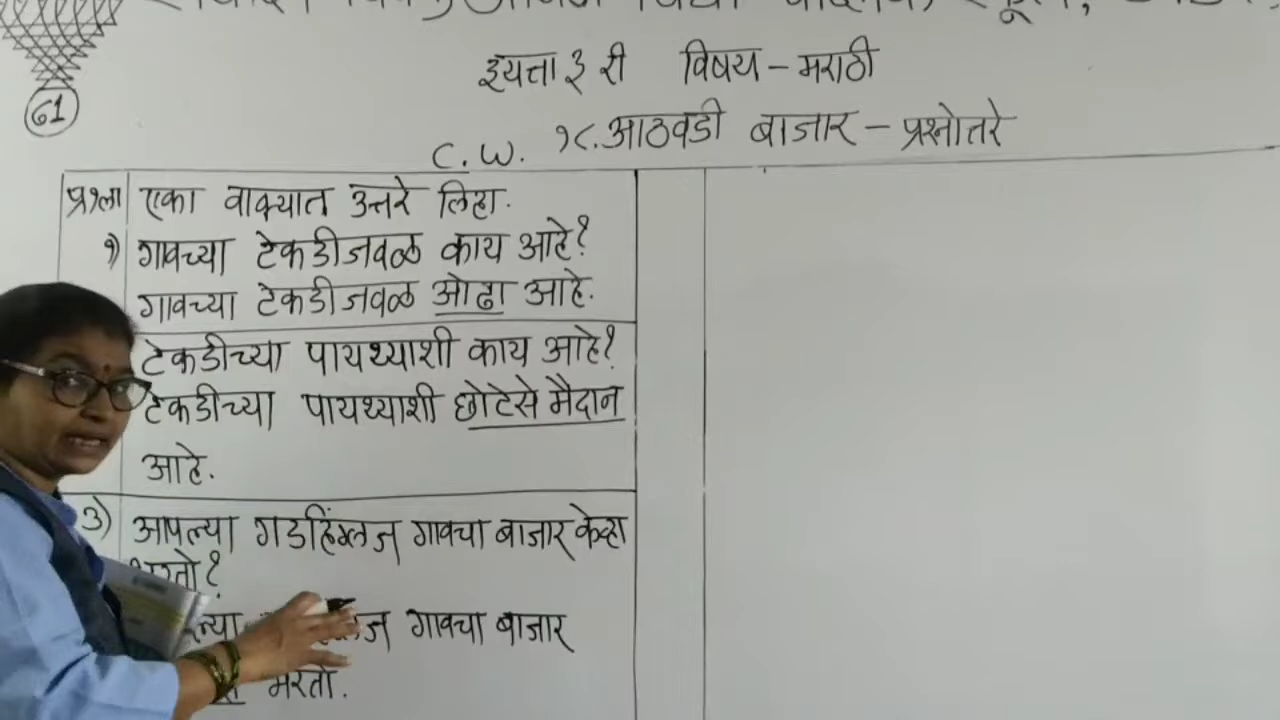 इयत्ता ३ री विषय – मराठी
61
C.W. १८. आठवडी बाजार – प्रश्नोत्तरे
प्र१ला एका वाक्यात उत्तरे लिहा.
१) गावच्या टेकडीजवळ काय आहे?
गावच्या टेकडीजवळ ओढा आहे.
टेकडीच्या पायथ्याशी काय आहे?
टेकडीच्या पायथ्याशी छोटेसे मैदान
आहे.
३) आपल्या गडहिंग्लज गावचा बाजार केव्हा
गावचा बाजार
भरतो.